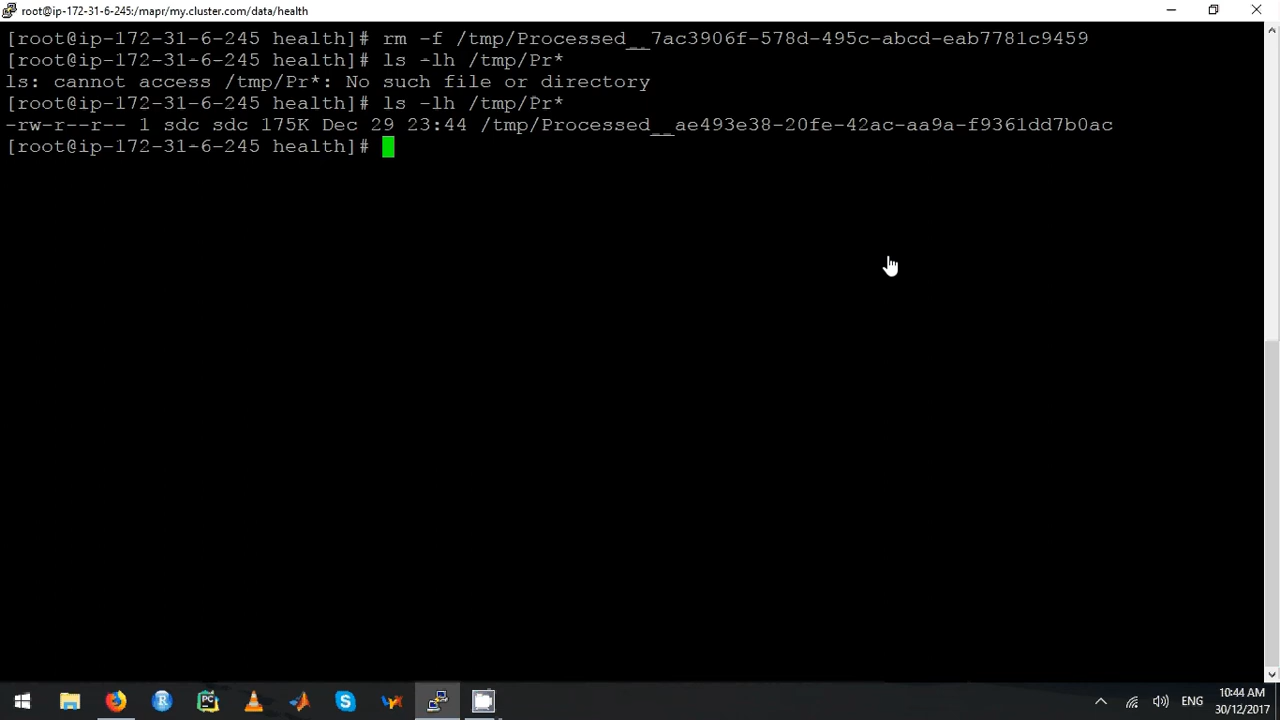 root@ip-172-31-6-245:/mapr/my.cluster.com/data/health
[root@ip-172-31-6-245 health]# rm -f /tmp/Processed__7ac3906f-578d-495c-abcd-eab7781c9459
[root@ip-172-31-6-245 health]# ls -lh /tmp/Pr*
ls: cannot access /tmp/Pr*: No such file or directory
[root@ip-172-31-6-245 health]# ls -lh /tmp/Pr*
-rw-r--r-- 1 sdc sdc 175K Dec 29 23:44 /tmp/Processed__ae493e38-20fe-42ac-aa9a-f9361dd7b0ac
[root@ip-172-31-6-245 health]#
R
PC
S
ENG
10:44 AM
30/12/2017